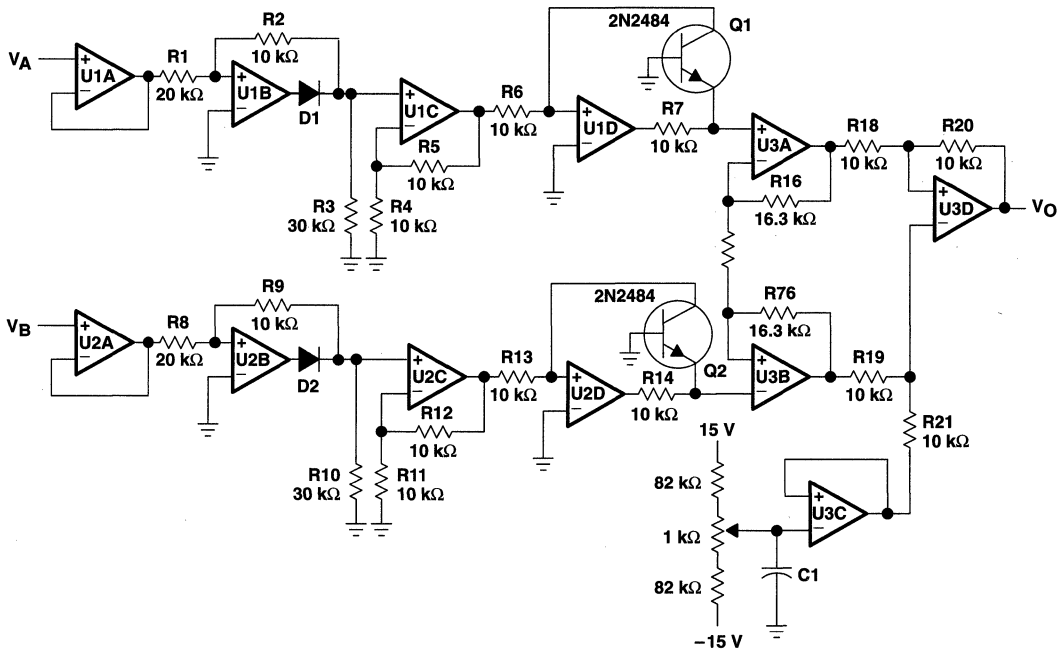 2N2484
Q1
R2
10 kΩ
VA
R1
20 kΩ
U1A
+
−
U1B
+
−
D1
U1C
+
−
R6
10 kΩ
R5
10 kΩ
U1D
+
−
R7
10 kΩ
U3A
+
−
R18
10 kΩ
R20
10 kΩ
R3
30 kΩ
R4
10 kΩ
R16
16.3 kΩ
U3D
+
−
VO
VB
R8
20 kΩ
R9
10 kΩ
U2A
+
−
U2B
+
−
D2
U2C
+
−
R13
10 kΩ
2N2484
Q2
R76
16.3 kΩ
U2D
+
−
R14
10 kΩ
U3B
+
−
R19
10 kΩ
R12
10 kΩ
R10
30 kΩ
R11
10 kΩ
R21
10 kΩ
15 V
82 kΩ
1 kΩ
82 kΩ
−15 V
U3C
+
−
C1